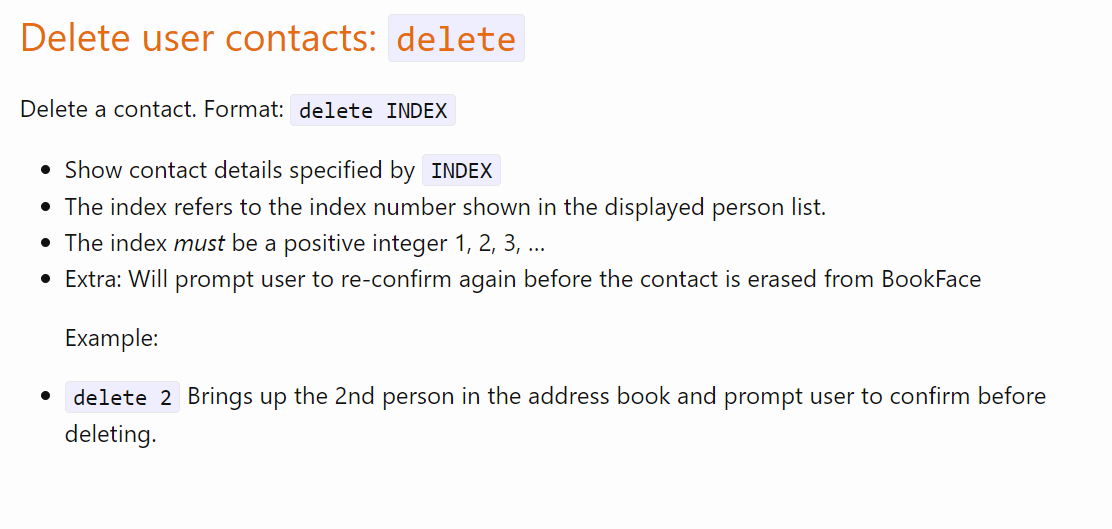 Delete user contacts: delete
Delete a contact. Format: delete INDEX
Show contact details specified by INDEX
The index refers to the index number shown in the displayed person list.
The index must be a positive integer 1, 2, 3, …
Extra: Will prompt user to re-confirm again before the contact is erased from BookFace
Example:
delete 2 Brings up the 2nd person in the address book and prompt user to confirm before
deleting.